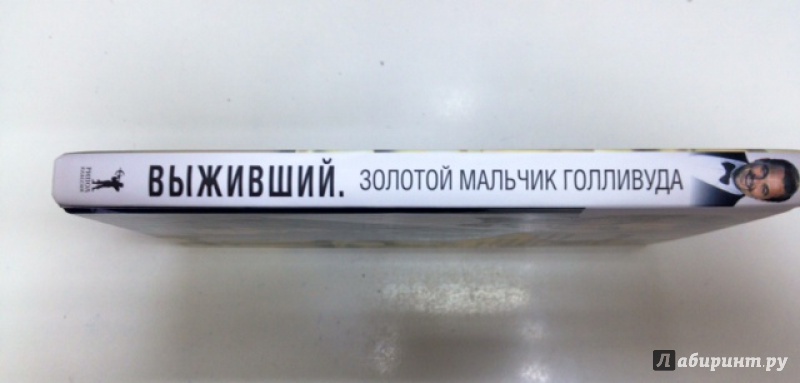 ВЫЖИВШИЙ. ЗОЛОТОЙ МАЛЬЧИК ГОЛЛИВУДА
Лабиринт.ру